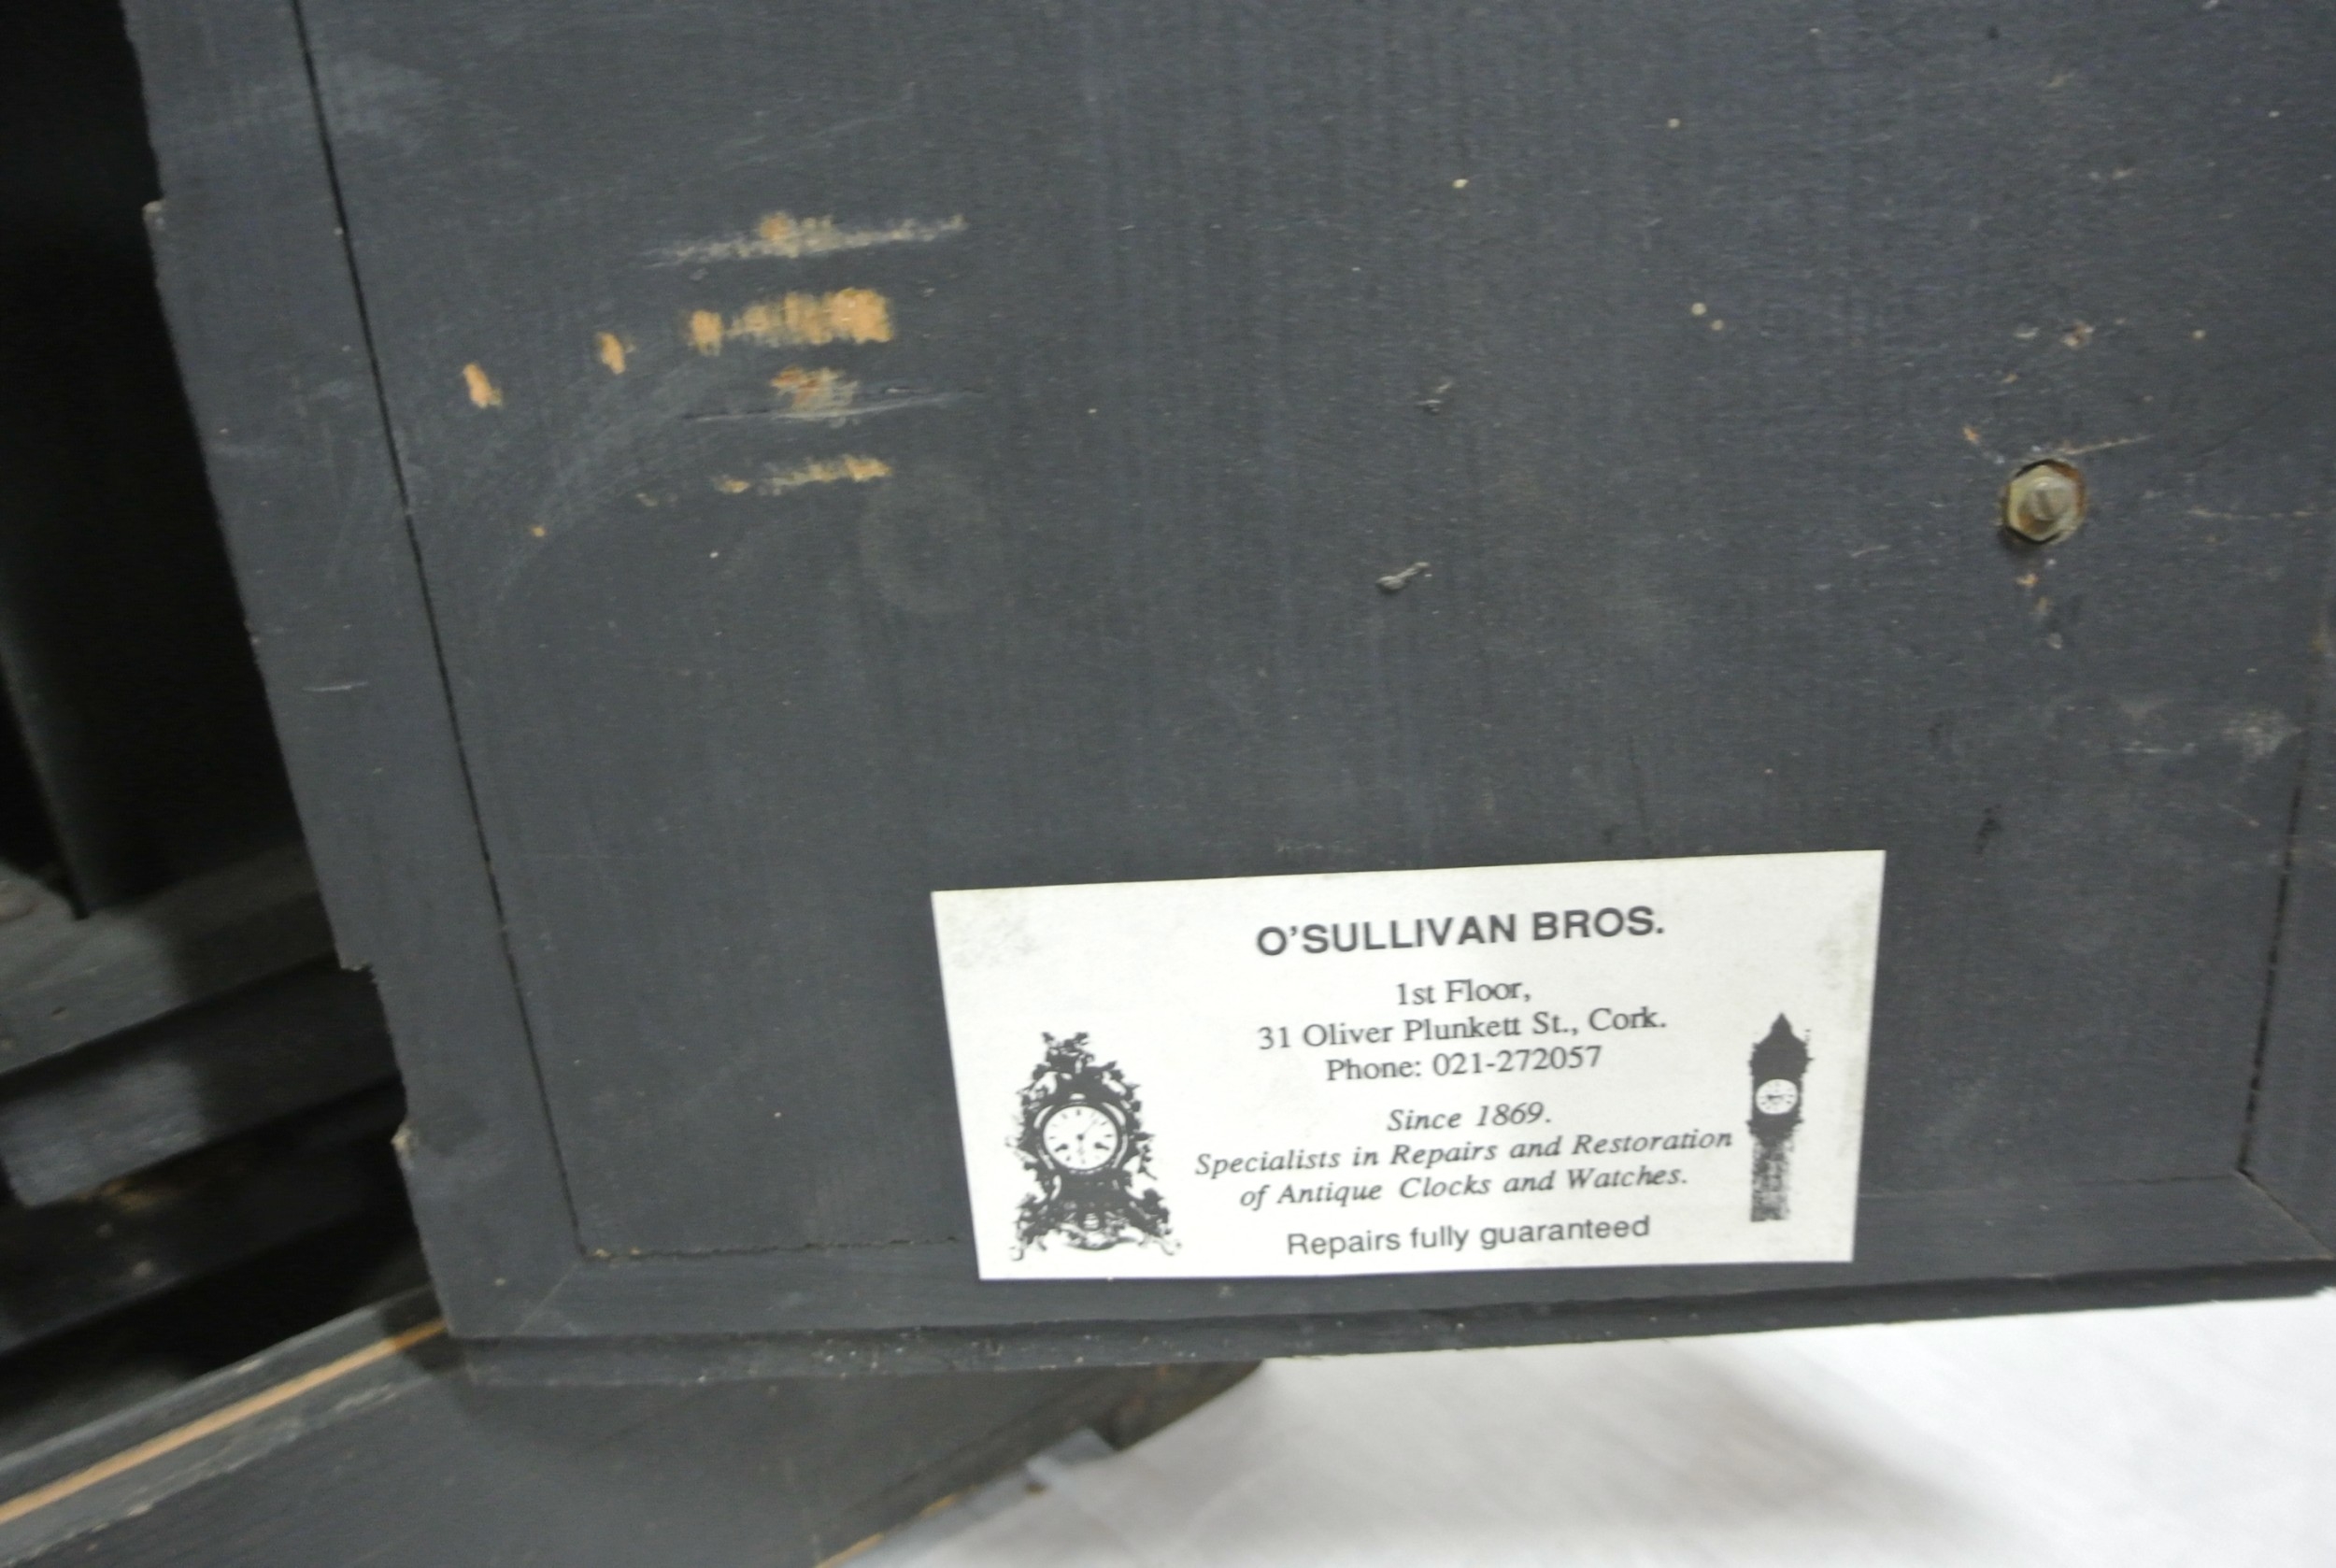 O'SULLIVAN BROS.
1st Floor,
31 Oliver Plunkett St., Cork.
Phone: 021-272057
Since 1869.
Specialists in Repairs and Restoration
of Antique Clocks and Watches.
Repairs fully guaranteed